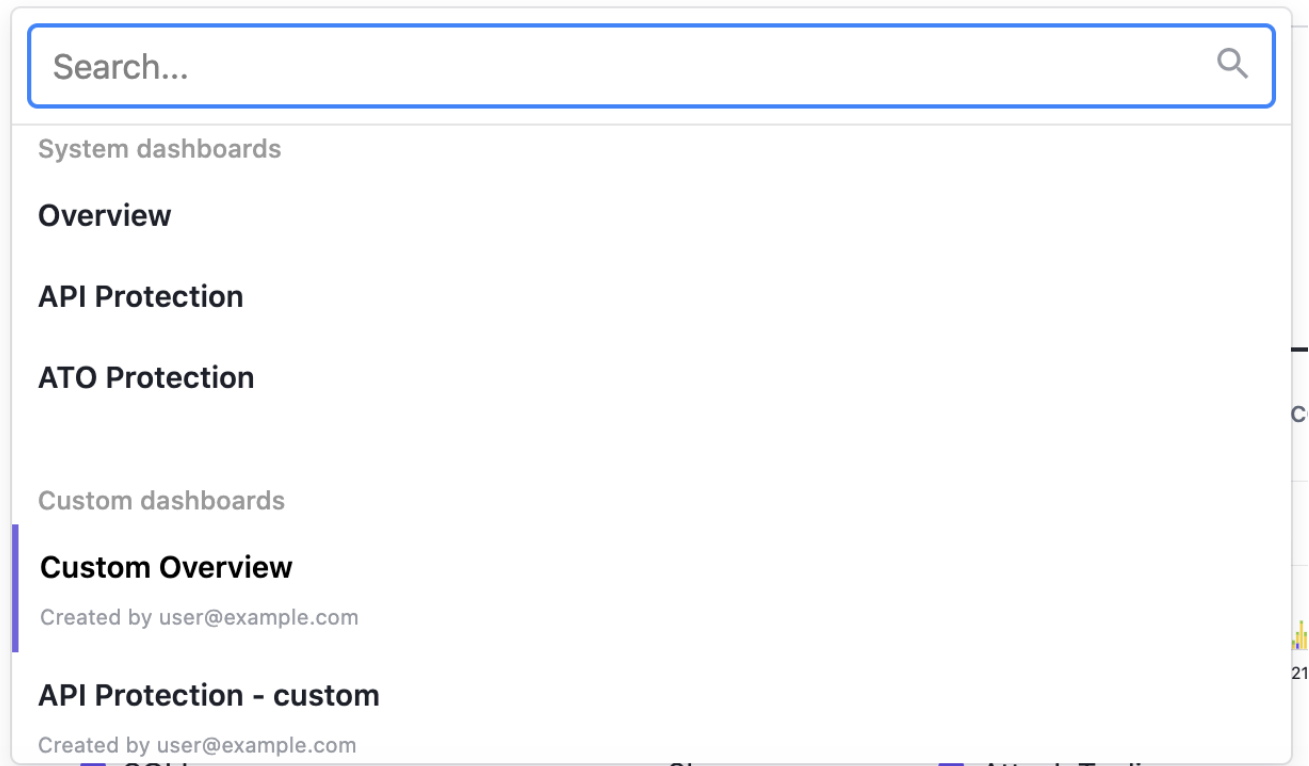 Search...
System dashboards
Overview
API Protection
ATO Protection
Custom dashboards
Custom Overview
Created by user@example.com
API Protection - custom
Created by user@example.com
21